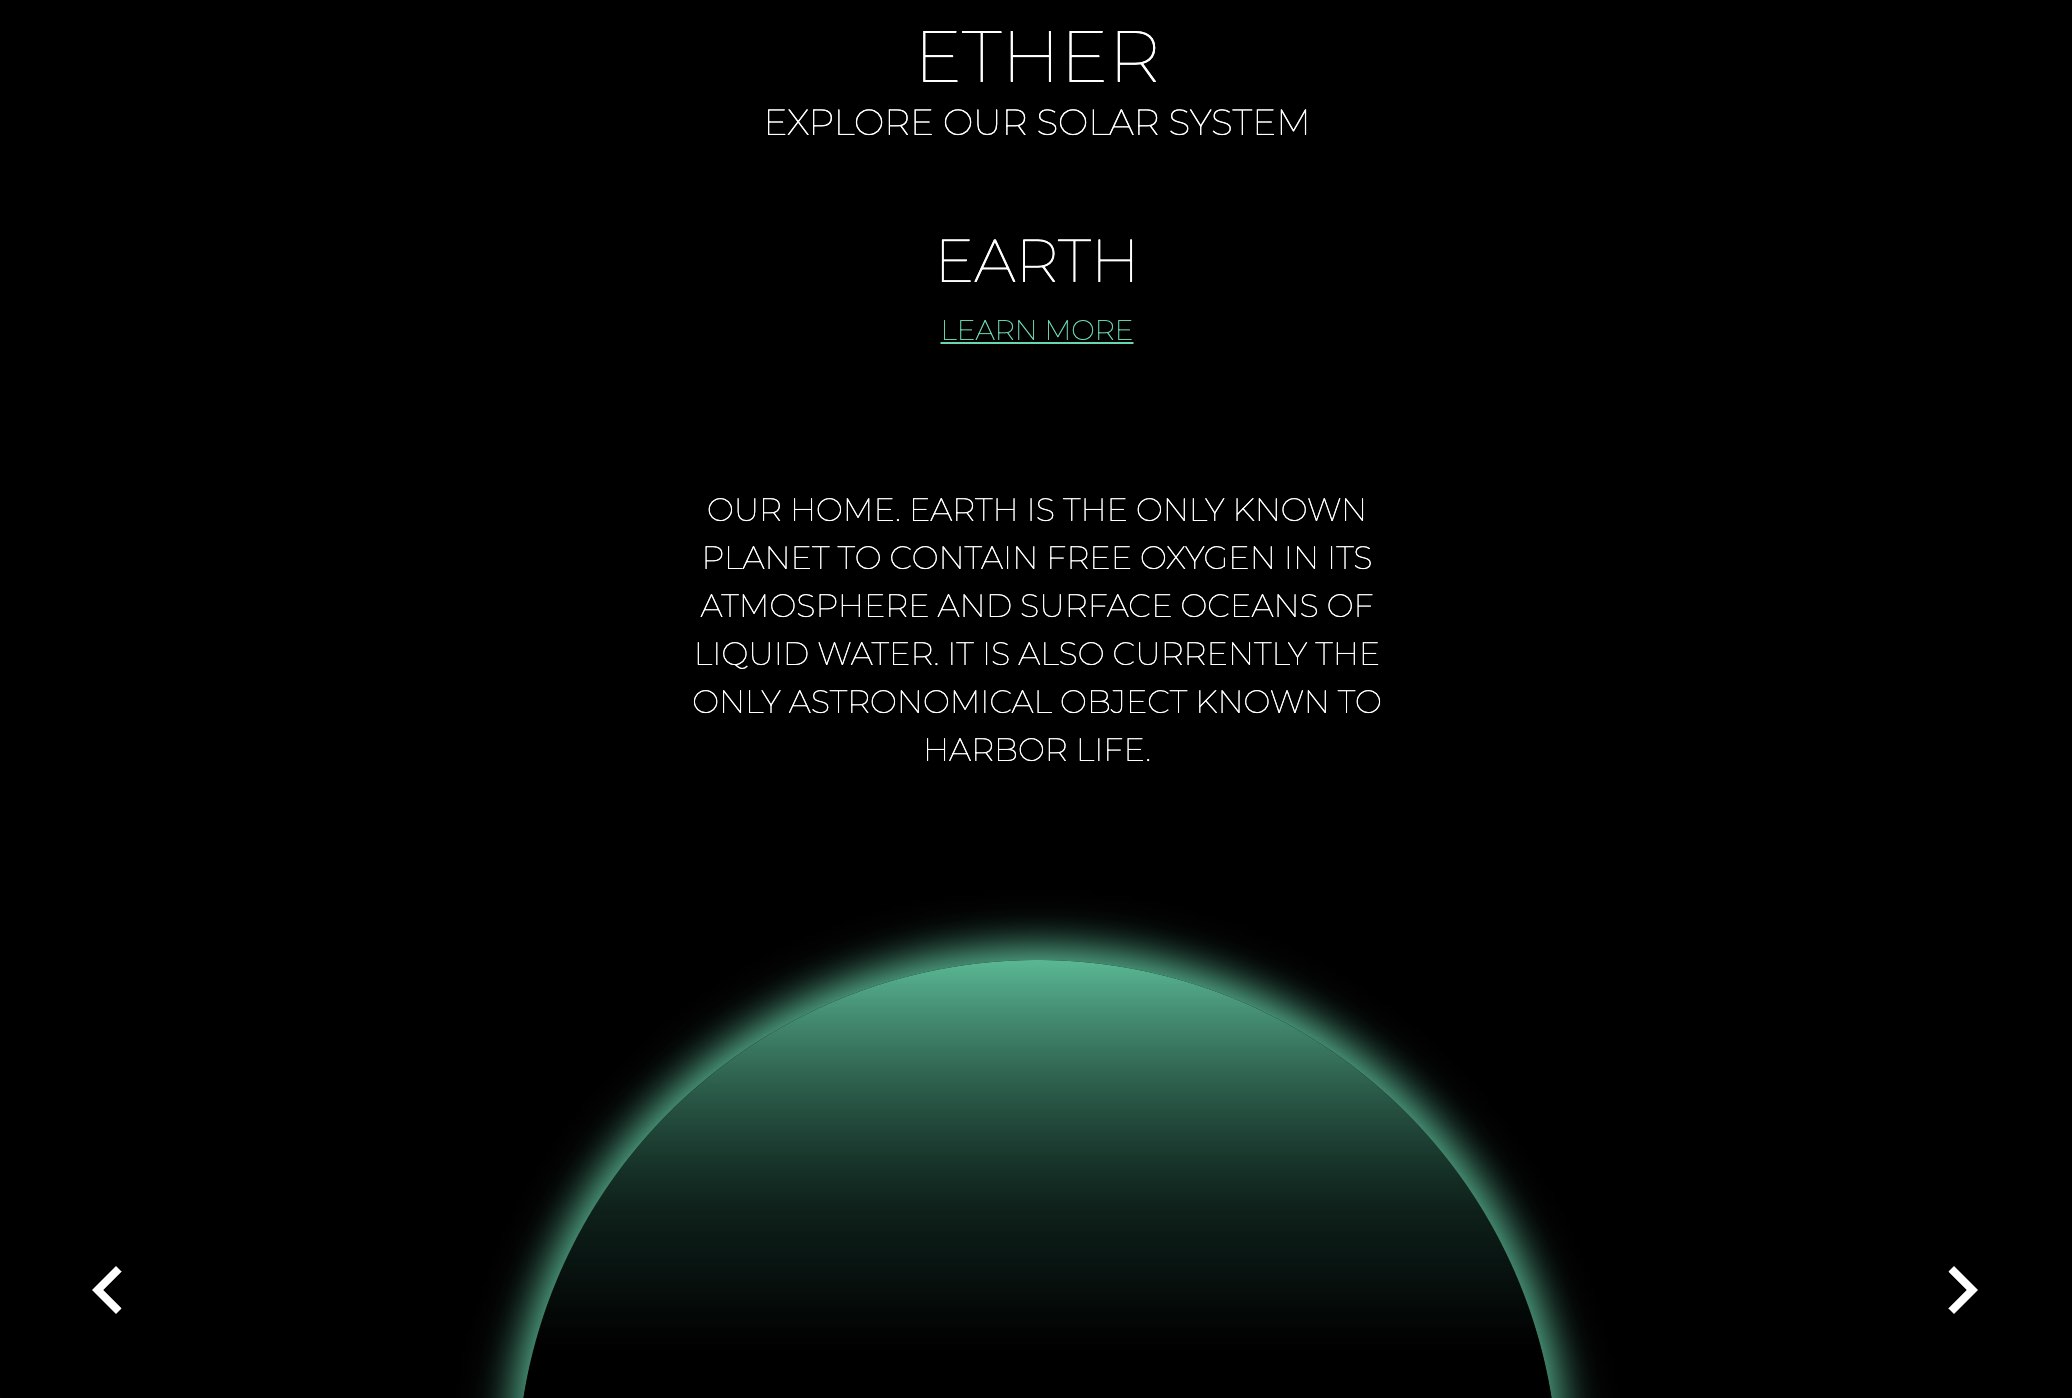 ETHER
EXPLORE OUR SOLAR SYSTEM
EARTH
LEARN MORE
OUR HOME. EARTH IS THE ONLY KNOWN
PLANET TO CONTAIN FREE OXYGEN IN ITS
ATMOSPHERE AND SURFACE OCEANS OF
LIQUID WATER. IT IS ALSO CURRENTLY THE
ONLY ASTRONOMICAL OBJECT KNOWN TO
HARBOR LIFE.